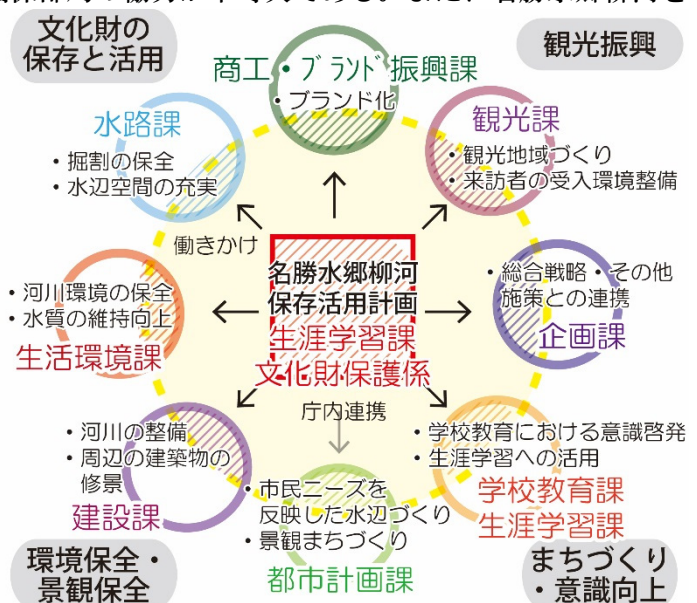 文化財の
保存と活用
観光振興
商工・ブランド振興課
・ブランド化
水路課
・掘割の保全
・水辺空間の充実
観光課
・観光地域づくり
・来訪者の受入環境整備
働きかけ
名勝水郷柳河
保存活用計画
生涯学習課
文化財保護係
・河川環境の保全
・水質の維持向上
生活環境課
・総合戦略・その他
施策との連携
企画課
庁内連携
・河川の整備
・周辺の建築物の
修景
建設課
・市民ニーズを
反映した水辺づくり
・景観まちづくり
都市計画課
・学校教育における意識啓発
・生涯学習への活用
学校教育課
生涯学習課
環境保全・
景観保全
まちづくり
・意識向上